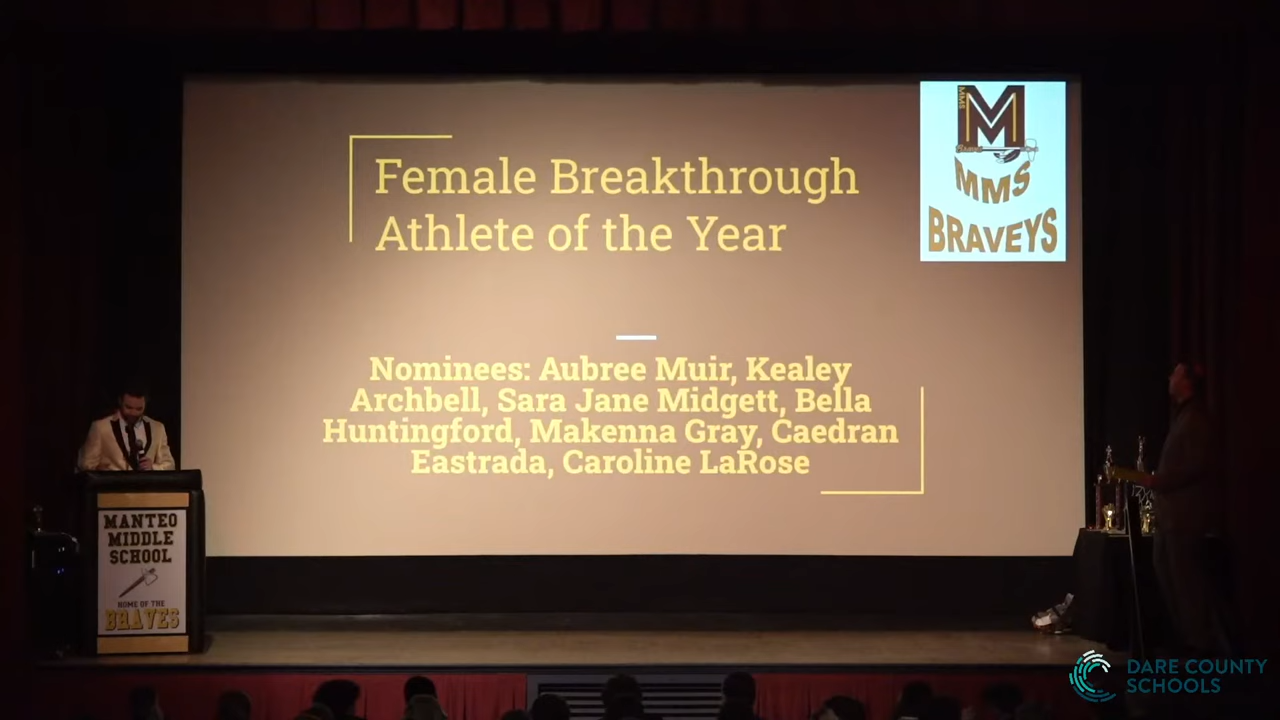 Female Breakthrough
Athlete of the Year
Nominees: Aubree Muir, Kealey
Archbell, Sara Jane Midgett, Bella
Huntingford, Makenna Gray, Caedran
Eastrada, Caroline LaRose
MMS
M
MMS
BRAVEYS
MANTEO
MIDDLE
SCHOOL
HOME OF THE
BRAVES
DARE COUNTY
SCHOOLS